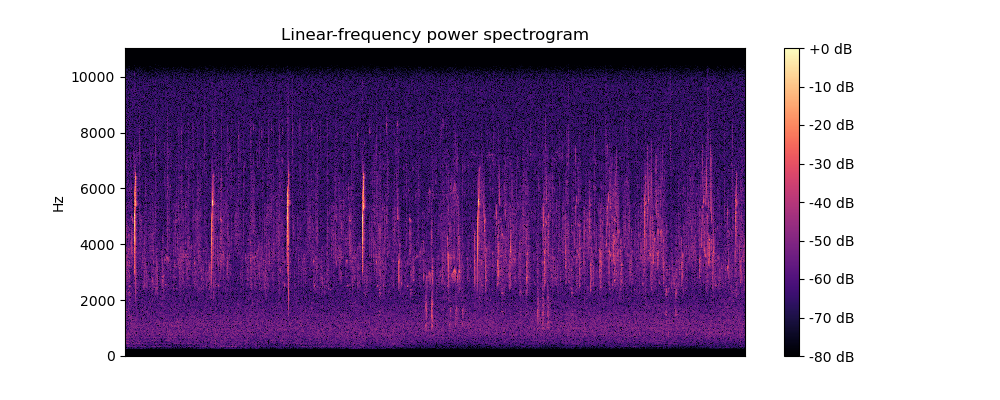 Linear-frequency power spectrogram
Hz
10000
8000
6000
4000
2000
0
+0 dB
-10 dB
-20 dB
-30 dB
-40 dB
-50 dB
-60 dB
-70 dB
-80 dB